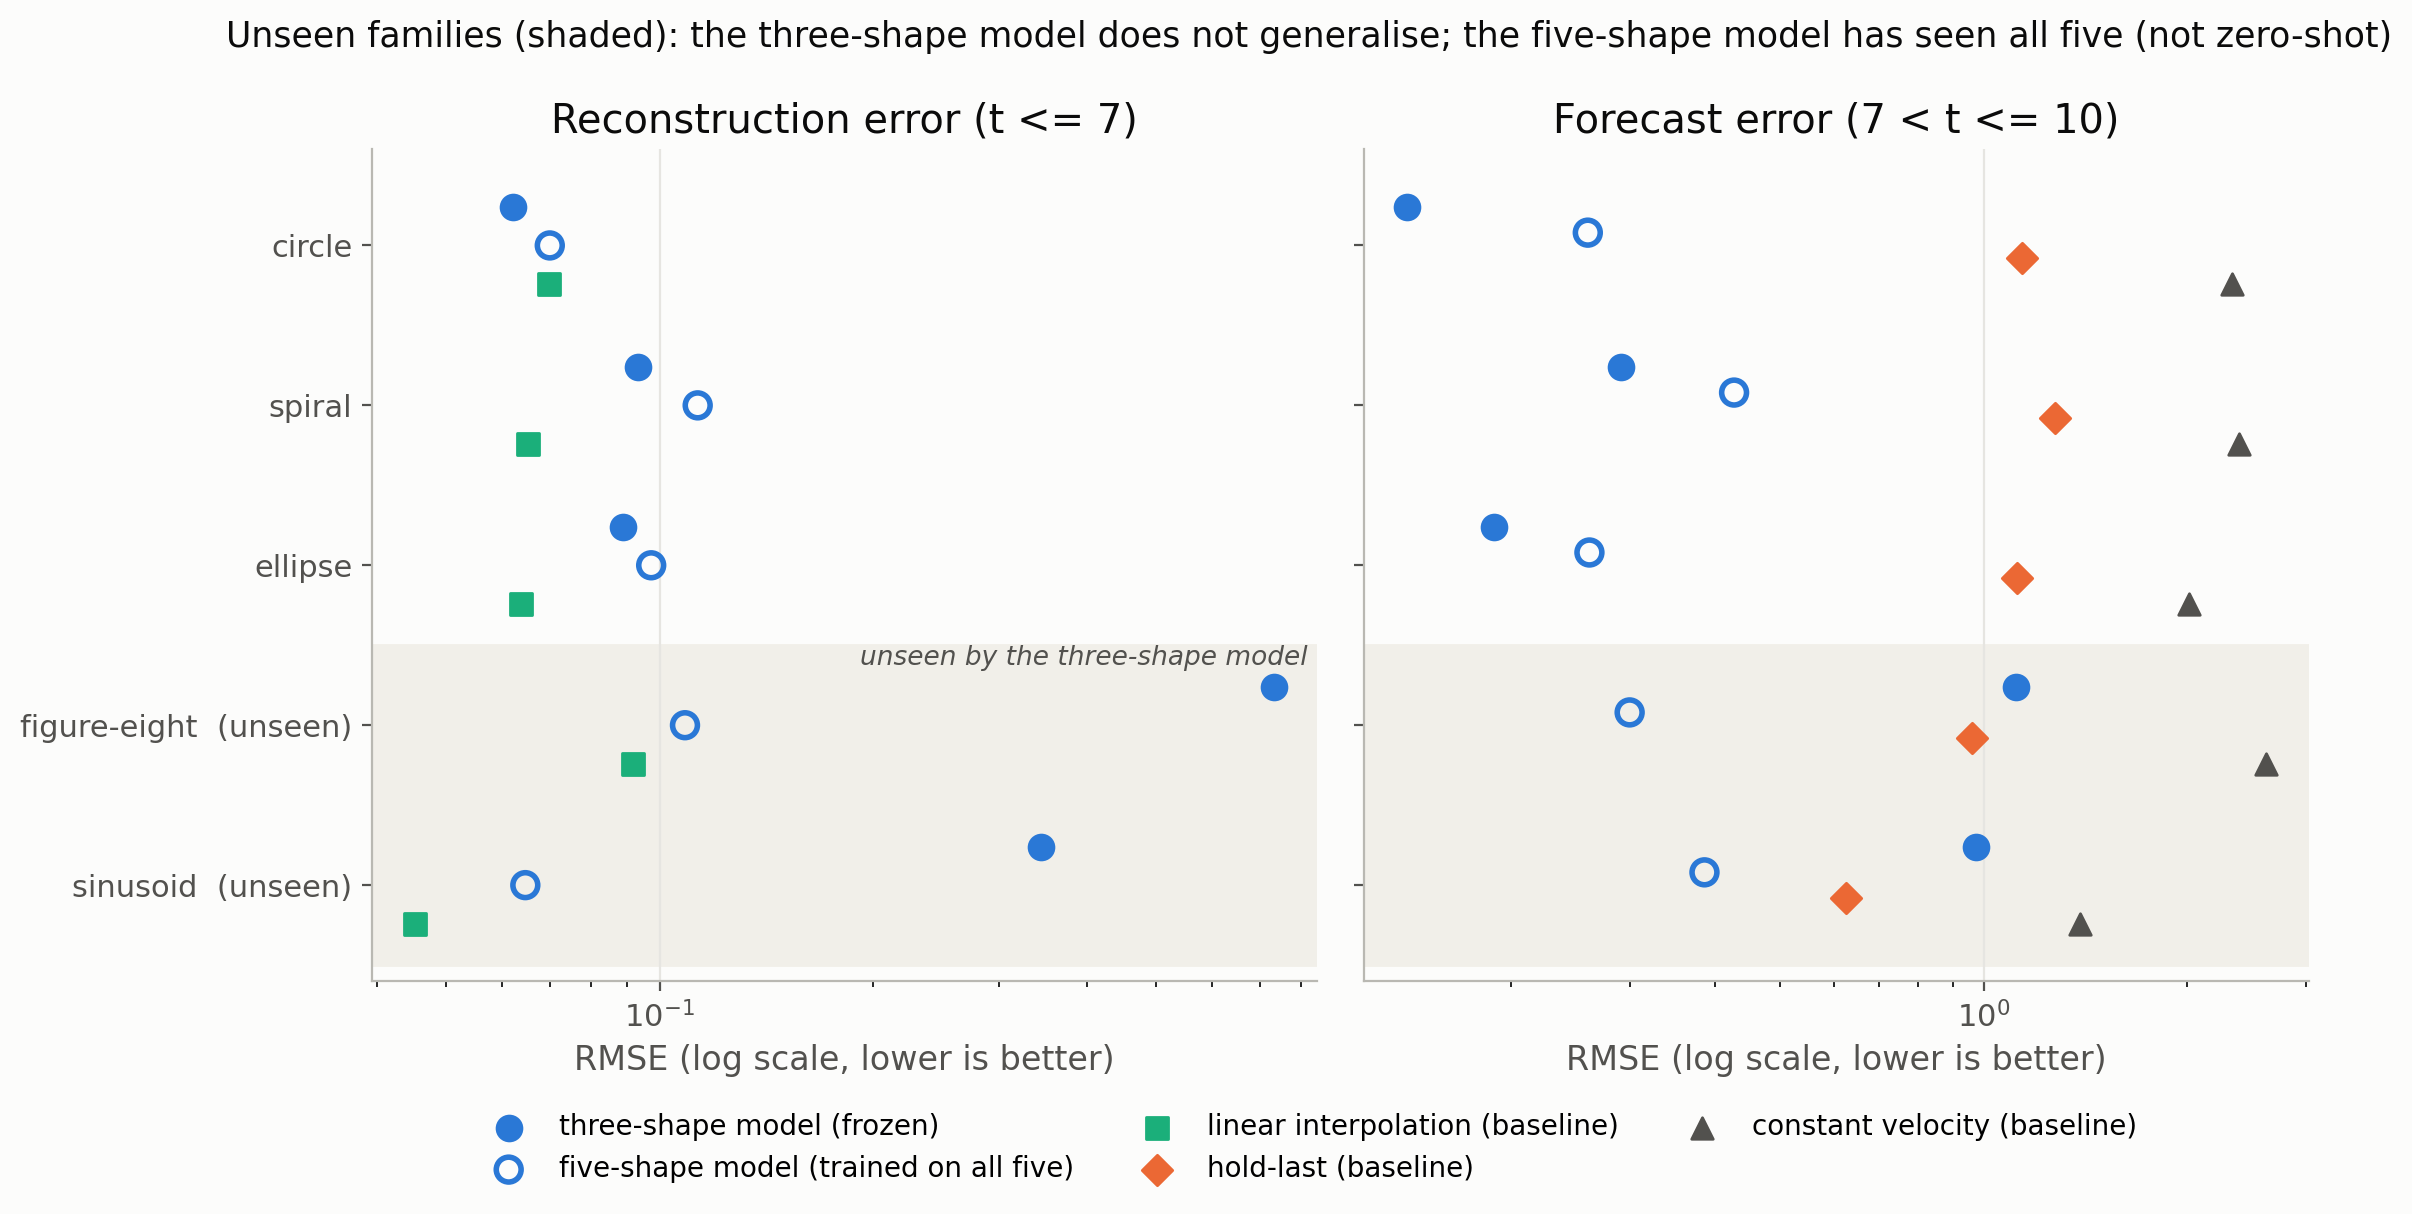 Unseen families (shaded): the three-shape model does not generalise; the five-shape model has seen all five (not zero-shot)
Reconstruction error (t <= 7)
Forecast error (7 < t <= 10)
circle
spiral
ellipse
unseen by the three-shape model
figure-eight (unseen)
sinusoid (unseen)
10⁻¹
10⁰
RMSE (log scale, lower is better)
RMSE (log scale, lower is better)
three-shape model (frozen)
five-shape model (trained on all five)
linear interpolation (baseline)
hold-last (baseline)
constant velocity (baseline)